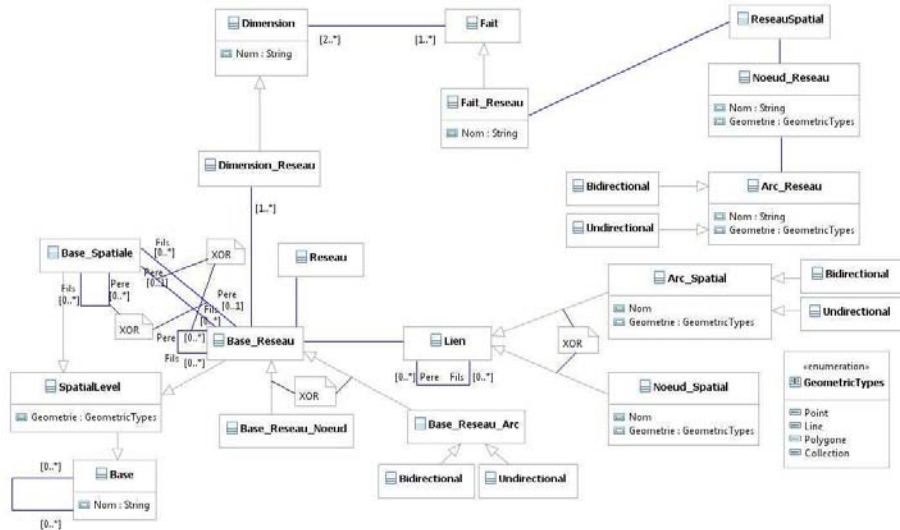 Dimension
Nom : String
[2..*]
[1..*]
Fait
ReseauSpatial
Fait_Reseau
Nom : String
Noeud_Reseau
Nom : String
Geometrie : GeometricTypes
Dimension_Reseau
[1..*]
Bidirectional
Undirectional
Arc_Reseau
Nom : String
Geometrie : GeometricTypes
Base_Spatiale
Fils
[0..*]
XOR
Pere
[0..1]
Fils
[0..*]
Pere
[0..*]
XOR
Pere
[0..1]
Fils
[0..*]
Reseau
Pere
[0..*]
Fils
[0..*]
Base_Reseau
Lien
[0..*]
Pere
Fils
[0..*]
Arc_Spatial
Nom
Geometrie : GeometricTypes
Bidirectional
Undirectional
XOR
Noeud_Spatial
Nom
Geometrie : GeometricTypes
«enumeration»
GeometricTypes
Point
Line
Polygone
Collection
SpatialLevel
Geometrie : GeometricTypes
XOR
Base_Reseau_Noeud
Base_Reseau_Arc
Bidirectional
Undirectional
[0..*]
[0..*]
Base
Nom : String